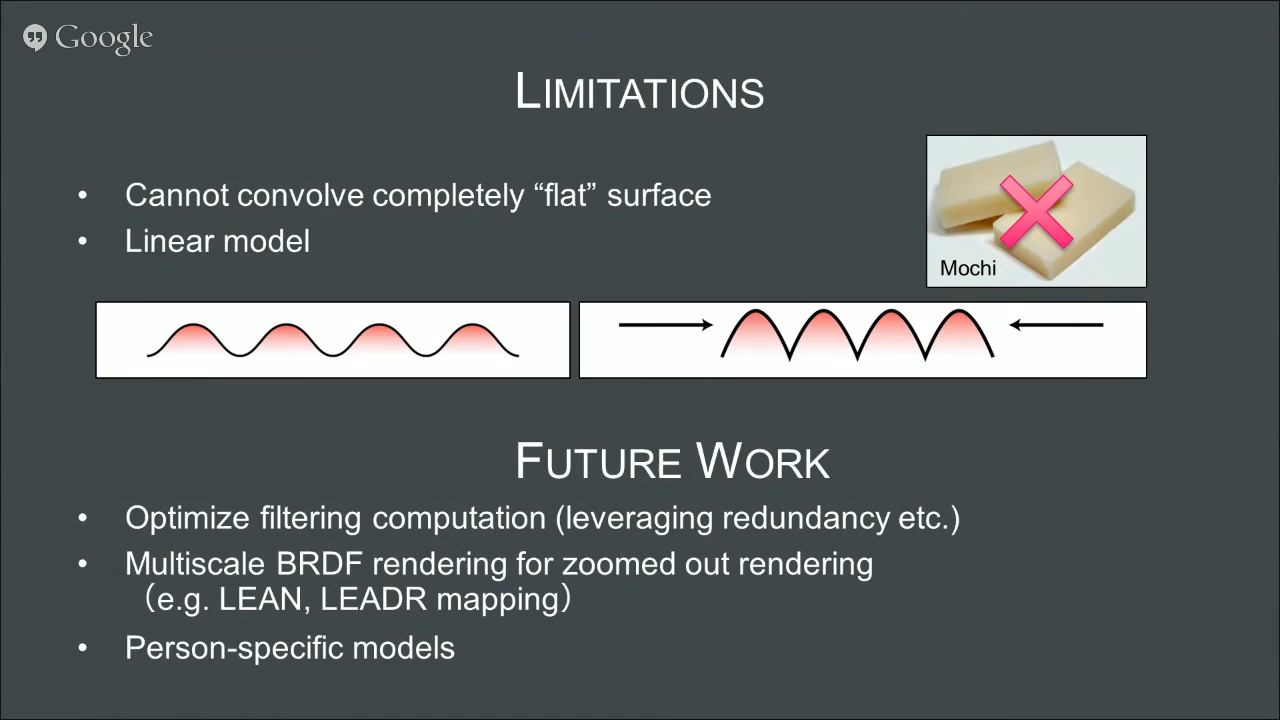 Google
LIMITATIONS
• Cannot convolve completely “flat” surface
• Linear model
Mochi
FUTURE WORK
• Optimize filtering computation (leveraging redundancy etc.)
• Multiscale BRDF rendering for zoomed out rendering
（e.g. LEAN, LEADR mapping）
• Person-specific models